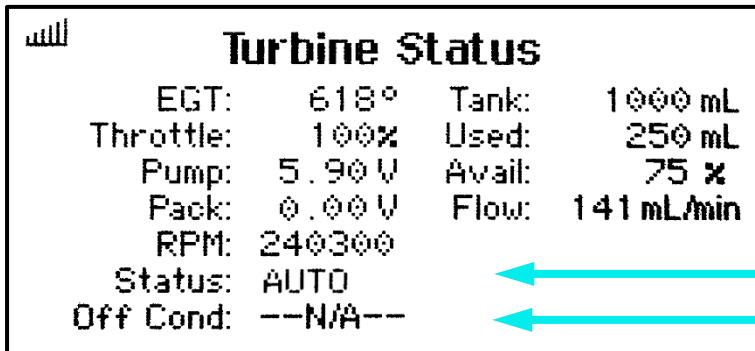 Turbine Status
EGT: 618° Tank: 1000 mL
Throttle: 100% Used: 250 mL
Pump: 5.90 V Avail: 75 %
Pack: 0.00 V Flow: 141 mL/min
RPM: 240300
Status: AUTO
Off Cond: --N/A--